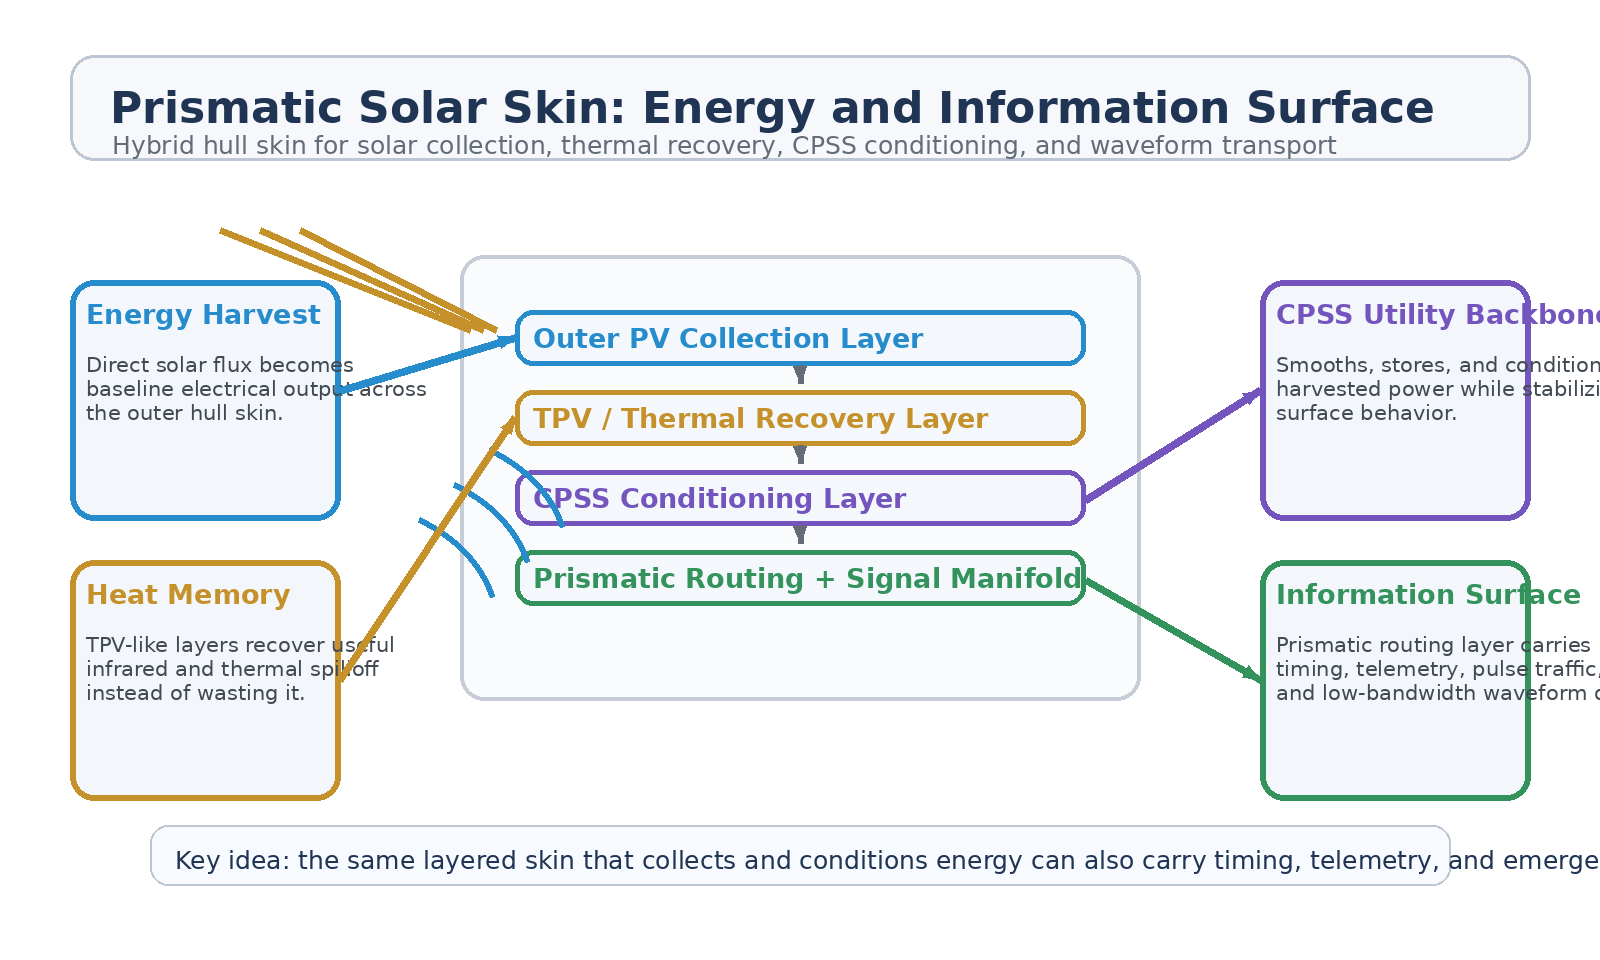 Prismatic Solar Skin: Energy and Information Surface
Hybrid hull skin for solar collection, thermal recovery, CPSS conditioning, and waveform transport
Energy Harvest
Direct solar flux becomes
baseline electrical output across
the outer hull skin.
Heat Memory
TPV-like layers recover useful
infrared and thermal spilloff
instead of wasting it.
Outer PV Collection Layer
TPV / Thermal Recovery Layer
CPSS Conditioning Layer
Prismatic Routing + Signal Manifold
CPSS Utility Backbone
Smooths, stores, and condition
harvested power while stabilizi
surface behavior.
Information Surface
Prismatic routing layer carries
timing, telemetry, pulse traffic,
and low-bandwidth waveform
Key idea: the same layered skin that collects and conditions energy can also carry timing, telemetry, and emerge